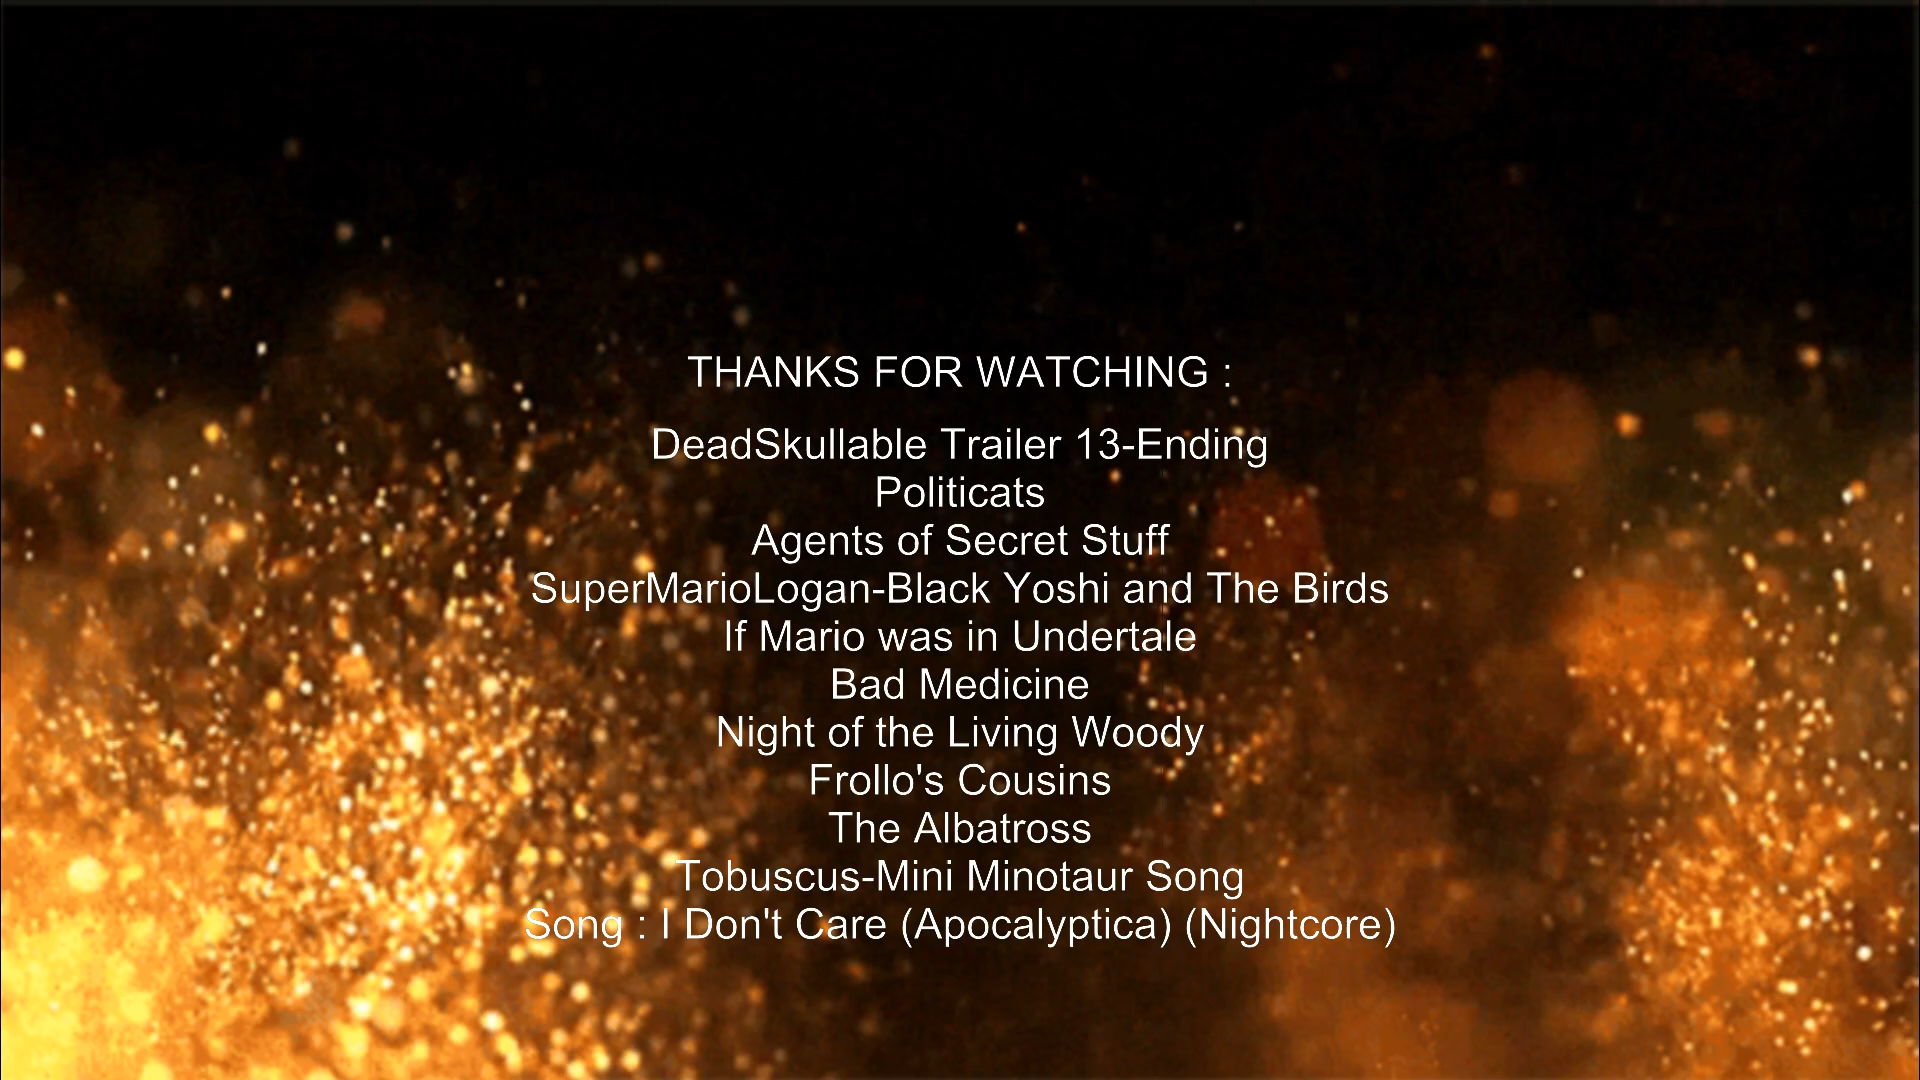 THANKS FOR WATCHING :
DeadSkullable Trailer 13-Ending
Politicats
Agents of Secret Stuff
SuperMarioLogan-Black Yoshi and The Birds
If Mario was in Undertale
Bad Medicine
Night of the Living Woody
Frollo's Cousins
The Albatross
Tobuscus-Mini Minotaur Song
Song : I Don't Care (Apocalyptica) (Nightcore)